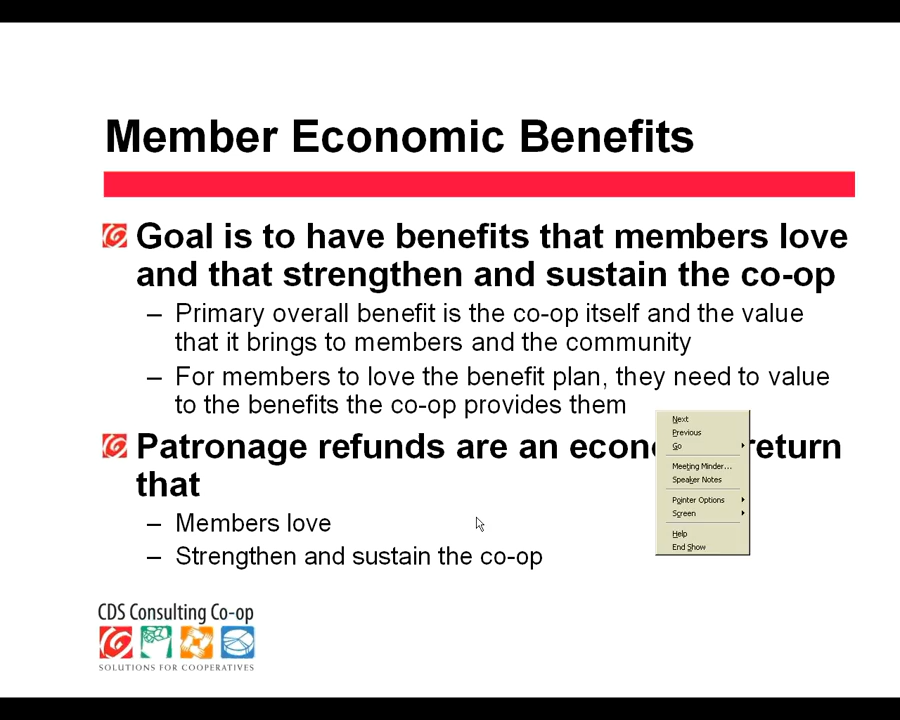 Member Economic Benefits
Goal is to have benefits that members love
and that strengthen and sustain the co-op
– Primary overall benefit is the co-op itself and the value
that it brings to members and the community
– For members to love the benefit plan, they need to value
to the benefits the co-op provides them
Patronage refunds are an econ return
that
– Members love
– Strengthen and sustain the co-op
Next
Previous
Go
Meeting Minder...
Speaker Notes
Pointer Options
Screen
Help
End Show
CDS Consulting Co-op
SOLUTIONS FOR COOPERATIVES